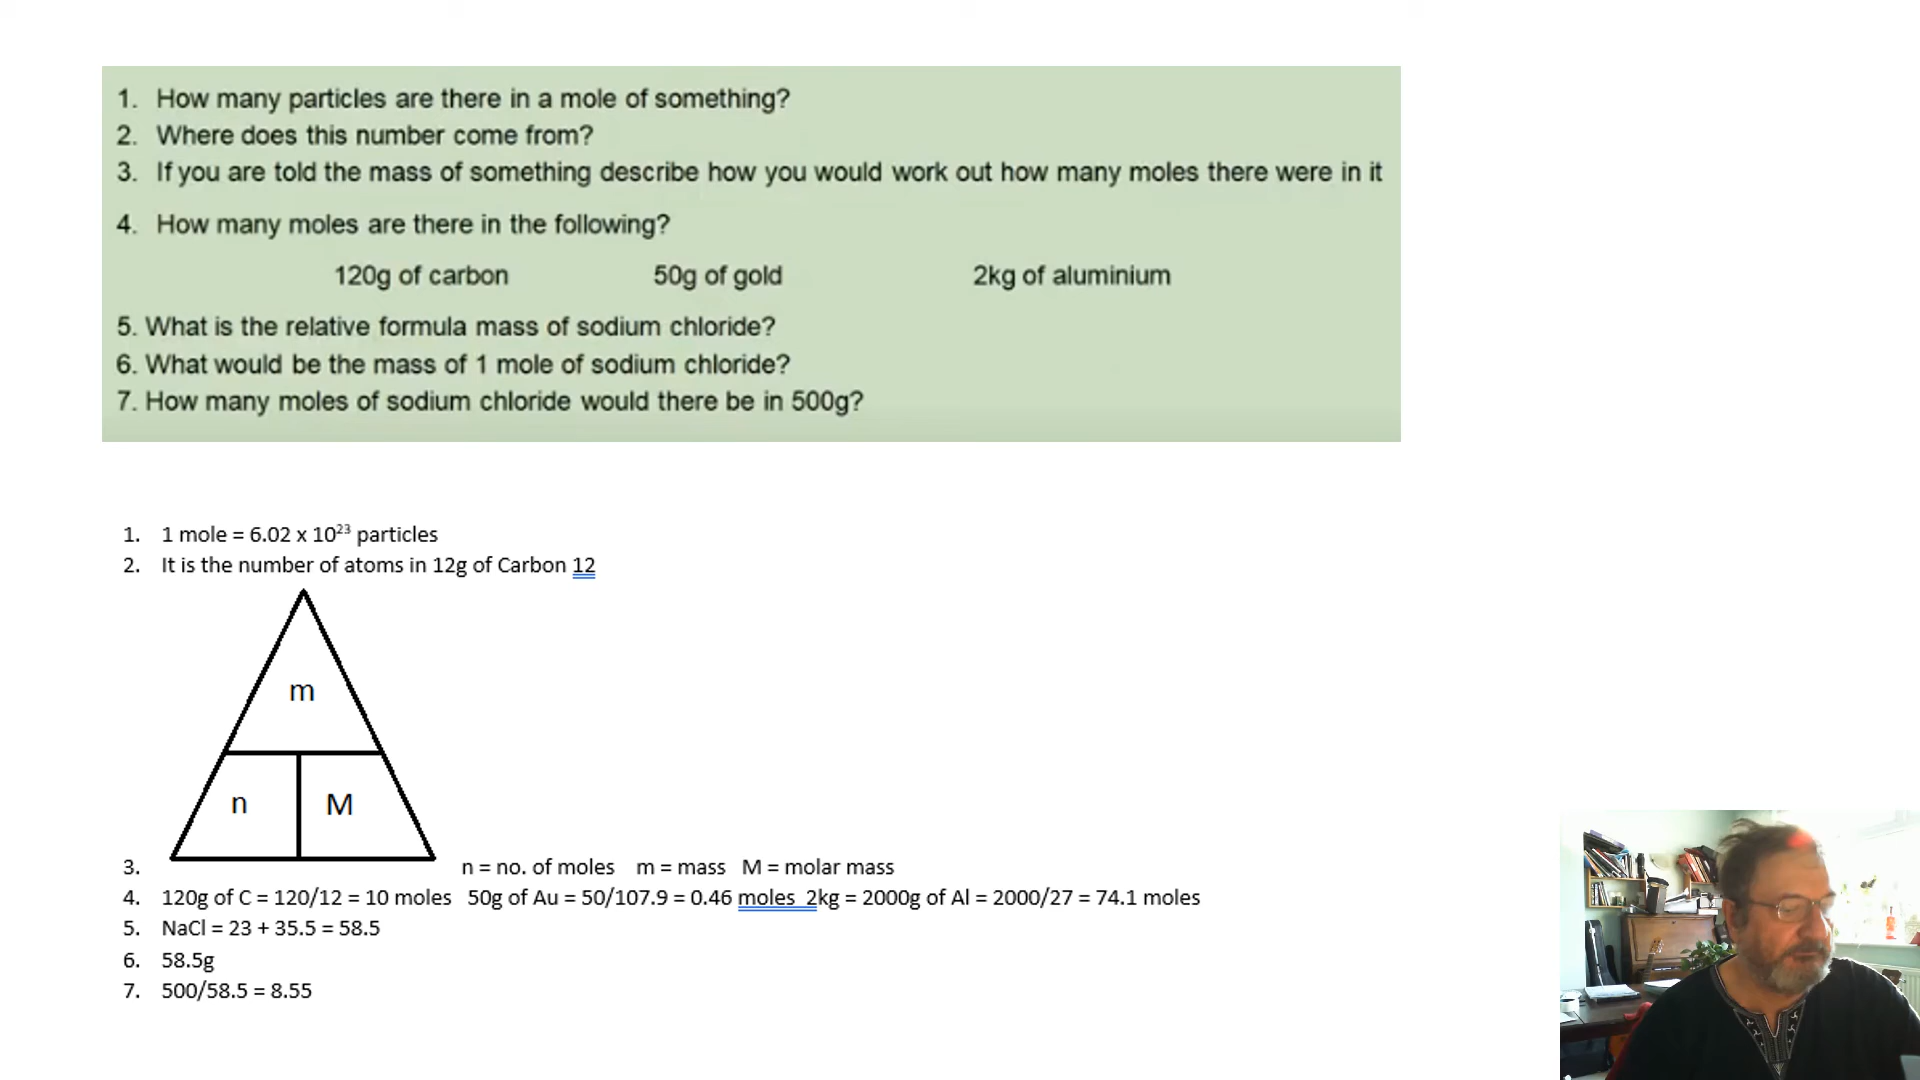 1. How many particles are there in a mole of something?
2. Where does this number come from?
3. If you are told the mass of something describe how you would work out how many moles there were in it
4. How many moles are there in the following?
120g of carbon 50g of gold 2kg of aluminium
5. What is the relative formula mass of sodium chloride?
6. What would be the mass of 1 mole of sodium chloride?
7. How many moles of sodium chloride would there be in 500g?
1. 1 mole = 6.02 x 10²³ particles
2. It is the number of atoms in 12g of Carbon 12
m
n M
3. n = no. of moles m = mass M = molar mass
4. 120g of C = 120/12 = 10 moles 50g of Au = 50/107.9 = 0.46 moles 2kg = 2000g of Al = 2000/27 = 74.1 moles
5. NaCl = 23 + 35.5 = 58.5
6. 58.5g
7. 500/58.5 = 8.55